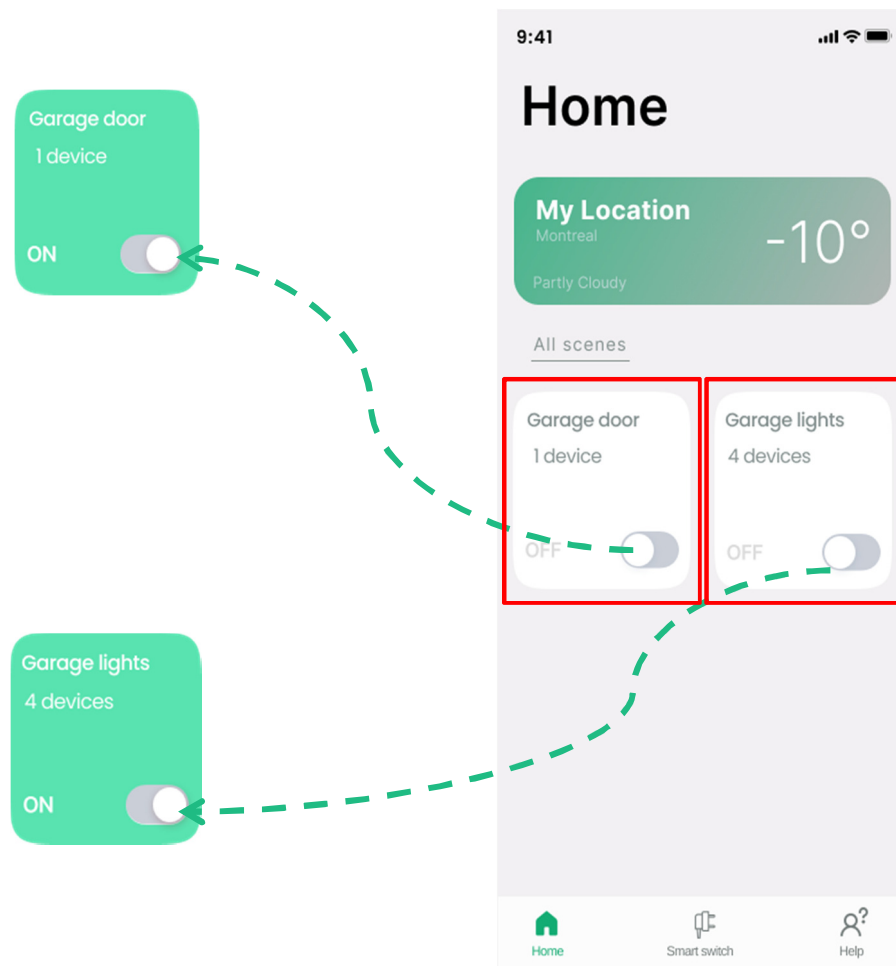 9:41
Home
My Location
Montreal
-10°
Partly Cloudy
All scenes
Garage door
1 device
OFF
Garage lights
4 devices
OFF
Home
Smart switch
Help
Garage door
1 device
ON
Garage lights
4 devices
ON